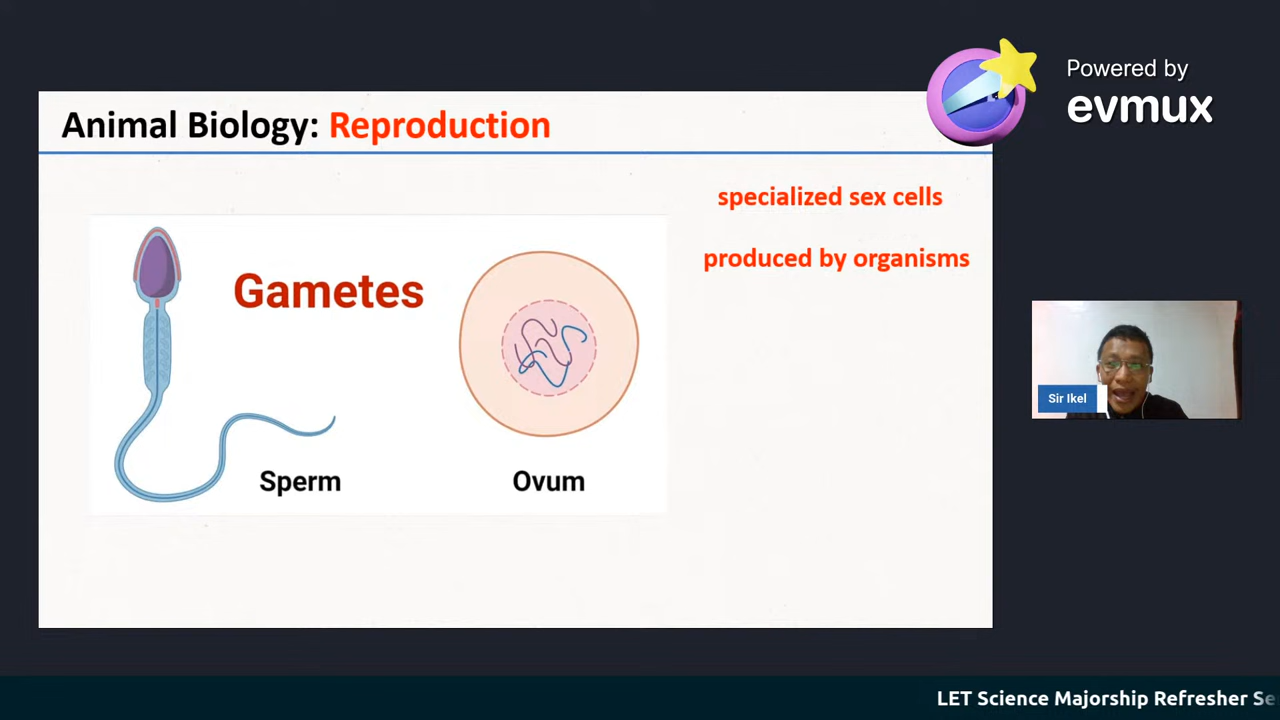 Powered by
evmux
Animal Biology: Reproduction
specialized sex cells
produced by organisms
Gametes
Sperm
Ovum
Sir Ikel
LET Science Majorship Refresher Se